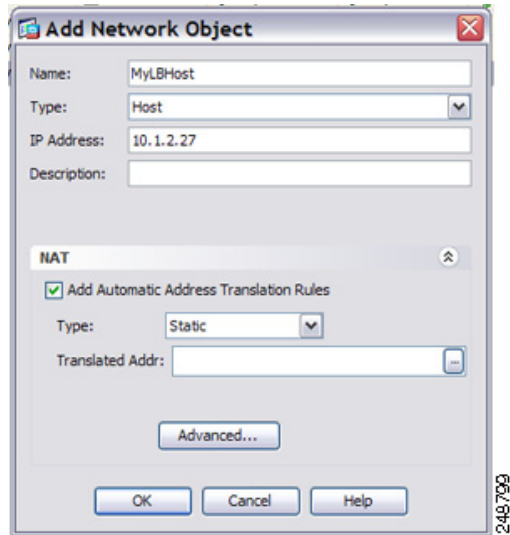 Add Network Object
Name: MyLBHost
Type: Host
IP Address: 10.1.2.27
Description:
NAT
Add Automatic Address Translation Rules
Type: Static
Translated Addr: ...
Advanced...
OK Cancel Help
248799